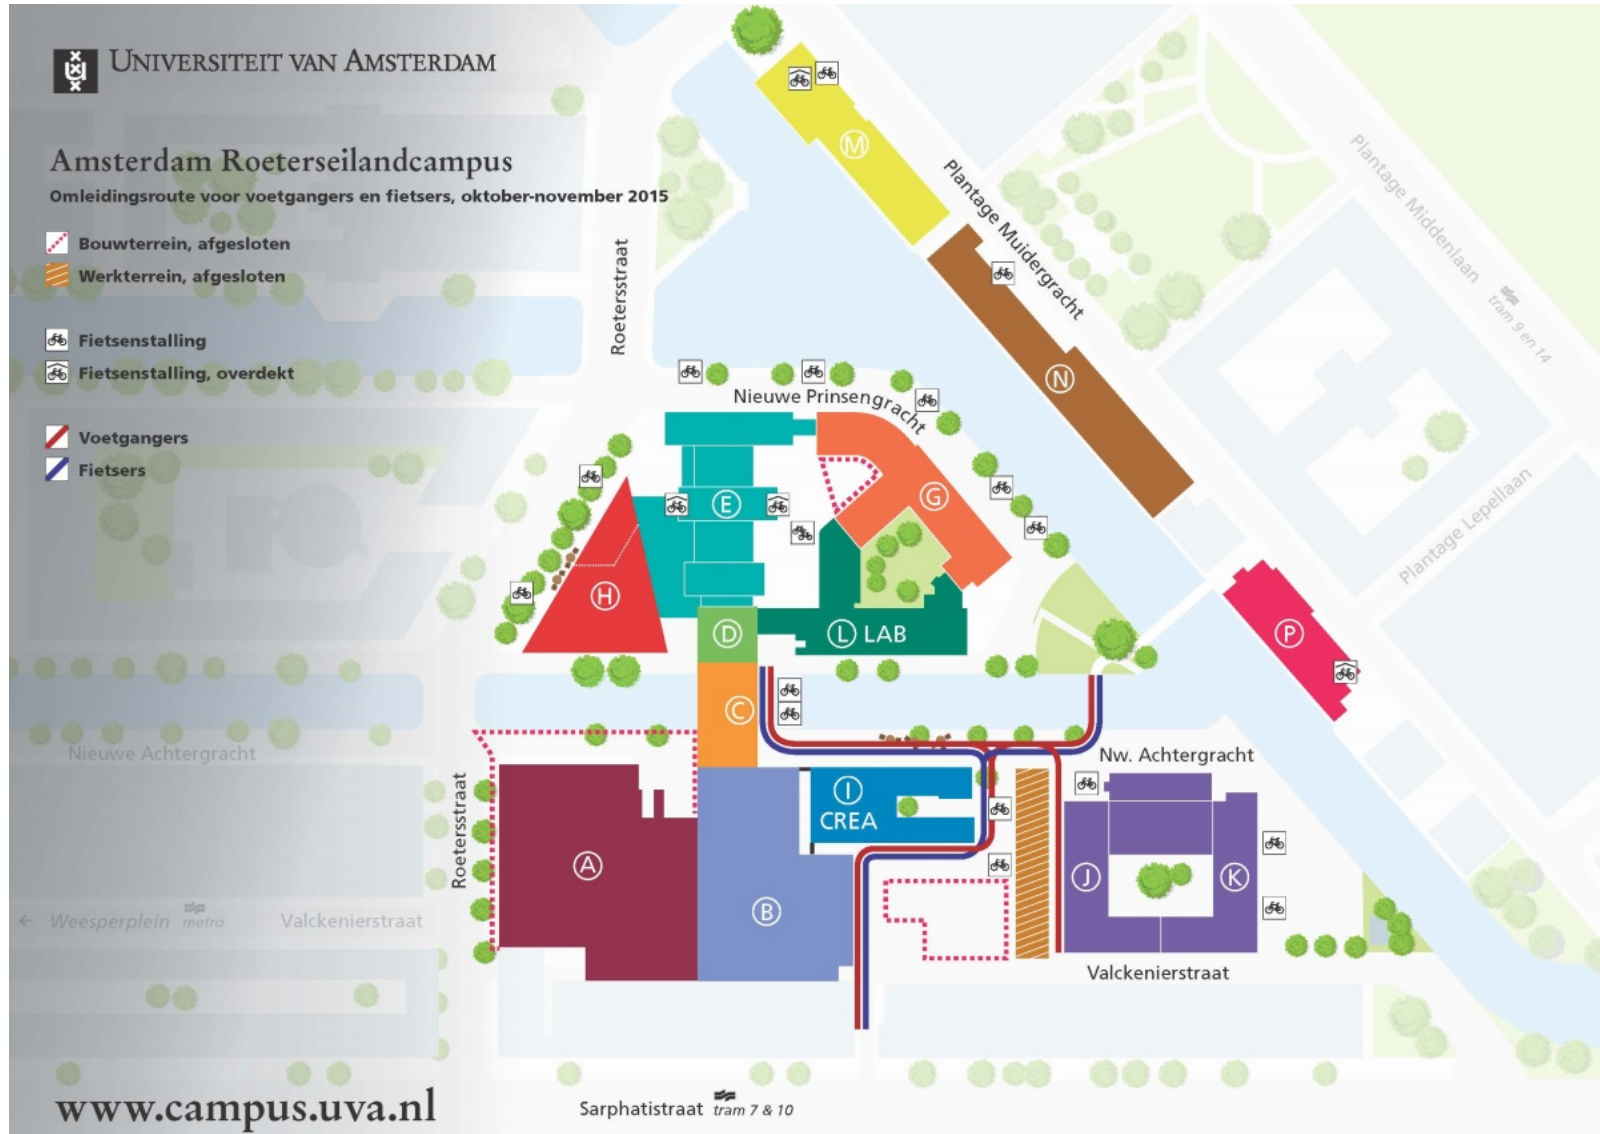 UNIVERSITEIT VAN AMSTERDAM
Amsterdam Roeterseilandcampus
Omleidingsroute voor voetgangers en fietsers, oktober-november 2015
Bouwterrein, afgesloten
Werkterrein, afgesloten
Fietsenstalling
Fietsenstalling, overdekt
Voetgangers
Fietsers
M
Plantage Muidergracht
Plantage Middenlaan
tram 9 en 14
Roetersstraat
N
Nieuwe Prinsengracht
E
G
Plantage Lepellaan
H
D
L LAB
P
C
Nieuwe Achtergracht
Nw. Achtergracht
Roetersstraat
I
CREA
A
J
K
B
← Weesperplein metro
Valckenierstraat
Valckenierstraat
www.campus.uva.nl
Sarphatistraat tram 7 & 10